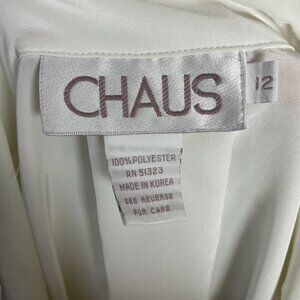 CHAUS
12
100% POLYESTER
RN 51323
MADE IN KOREA
SEE REVERSE
FOR CARE